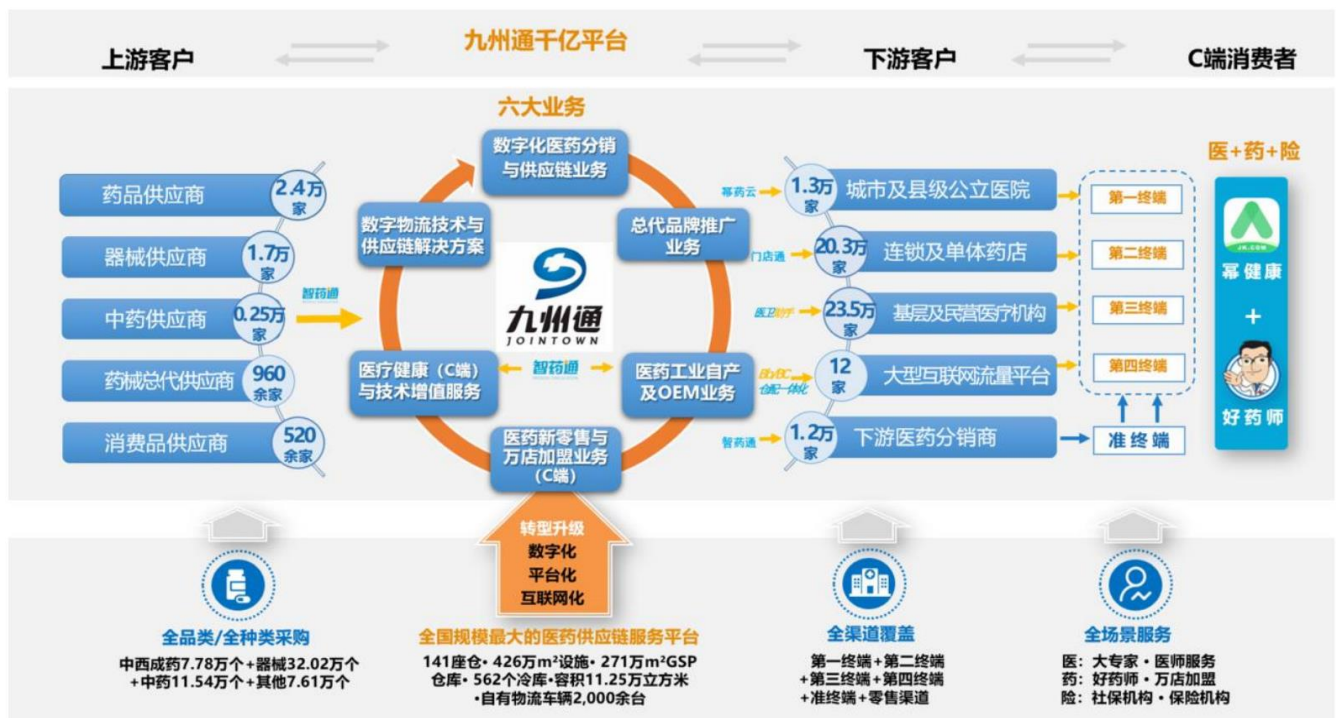 上游客户
九州通千亿平台
下游客户
C端消费者
六大业务
药品供应商
2.4万
家
器械供应商
1.7万
家
中药供应商
0.25万
家
药械总代供应商
960
余家
消费品供应商
520
余家
智药通
数字化医药分销
与供应链业务
数字物流技术与
供应链解决方案
总代品牌推广
业务
九州通
JOINTOWN
智药通
医疗健康（C端）
与技术增值服务
医药工业自产
及OEM业务
医药新零售与
万店加盟业务
（C端）
幂药云
1.3万
家
城市及县级公立医院
第一终端
门店通
20.3万
家
连锁及单体药店
第二终端
医卫助手
23.5万
家
基层及民营医疗机构
第三终端
BbBC
仓配一体化
12
家
大型互联网流量平台
第四终端
智药通
1.2万
家
下游医药分销商
准终端
医+药+险
JK.COM
幂健康
+
好药师
转型升级
数字化
平台化
互联网化
全品类/全种类采购
中西成药7.78万个+器械32.02万个
+中药11.54万个+其他7.61万个
全国规模最大的医药供应链服务平台
141座仓·426万m²设施·271万m²GSP
仓库·562个冷库·容积11.25万立方米
·自有物流车辆2,000余台
全渠道覆盖
第一终端+第二终端
+第三终端+第四终端
+准终端+零售渠道
全场景服务
医：大专家·医师服务
药：好药师·万店加盟
险：社保机构·保险机构